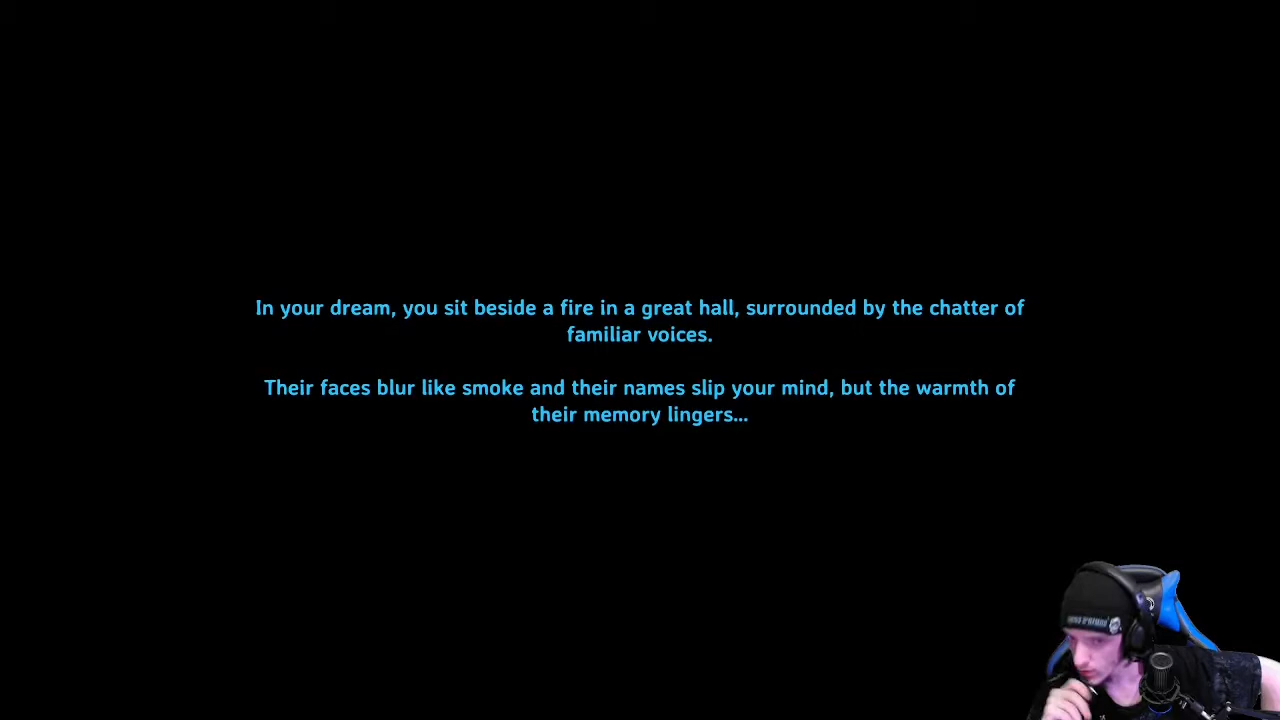 In your dream, you sit beside a fire in a great hall, surrounded by the chatter of
familiar voices.
Their faces blur like smoke and their names slip your mind, but the warmth of
their memory lingers...